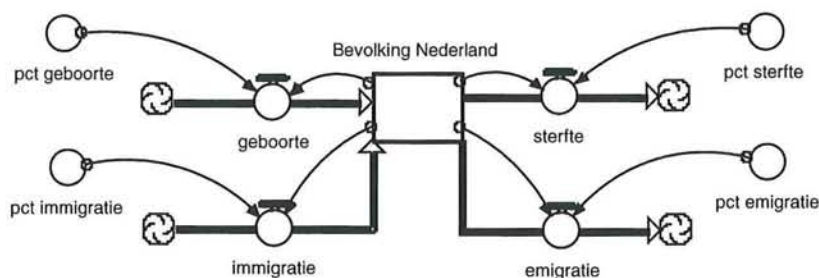 Bevolking Nederland
pct geboorte
pct sterfte
geboorte
sterfte
pct immigratie
pct emigratie
immigratie
emigratie